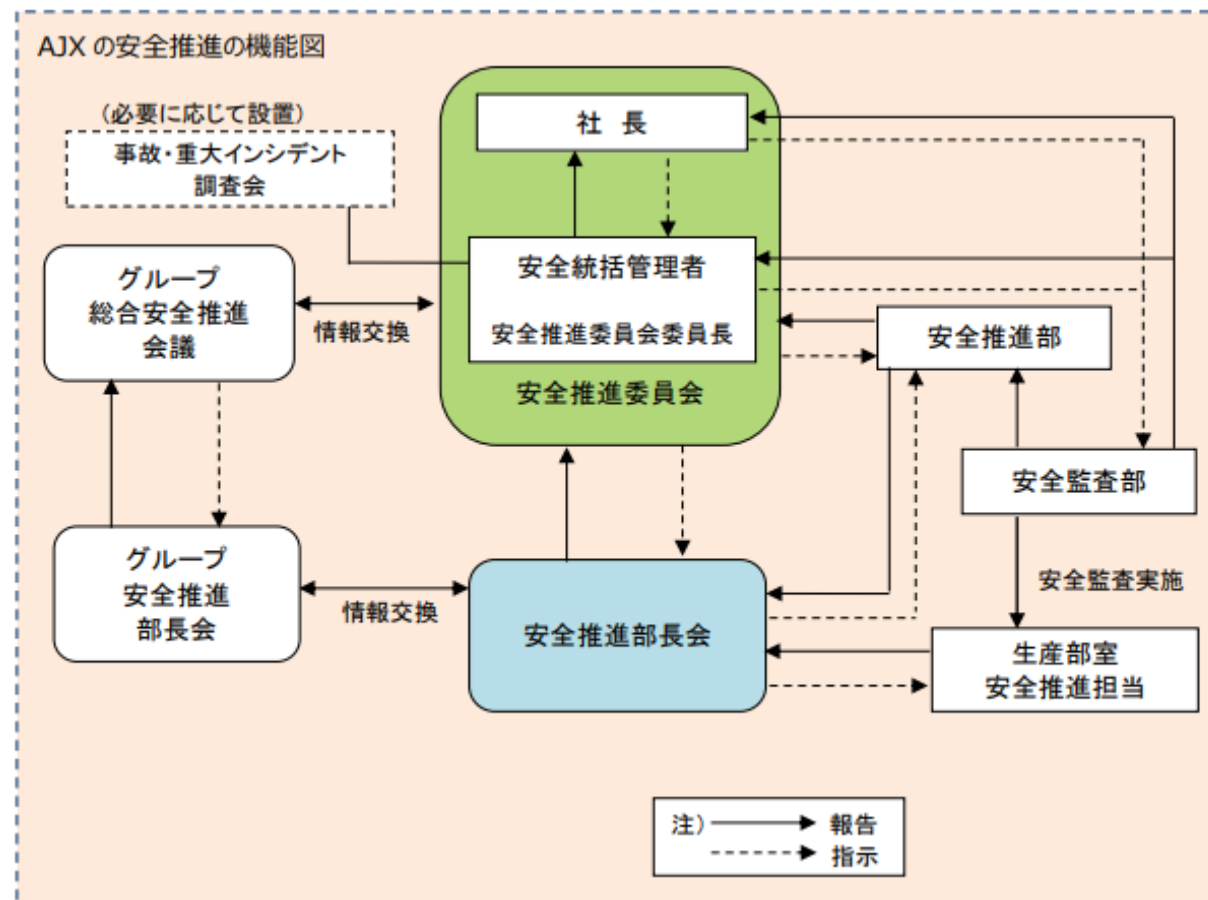 AJX の安全推進の機能図
(必要に応じて設置)
事故・重大インシデント
調査会
社 長
グループ
総合安全推進
会議
情報交換
安全統括管理者
安全推進委員会委員長
安全推進委員会
安全推進部
安全監査部
安全監査実施
グループ
安全推進
部長会
情報交換
安全推進部長会
生産部室
安全推進担当
注) 報告
指示